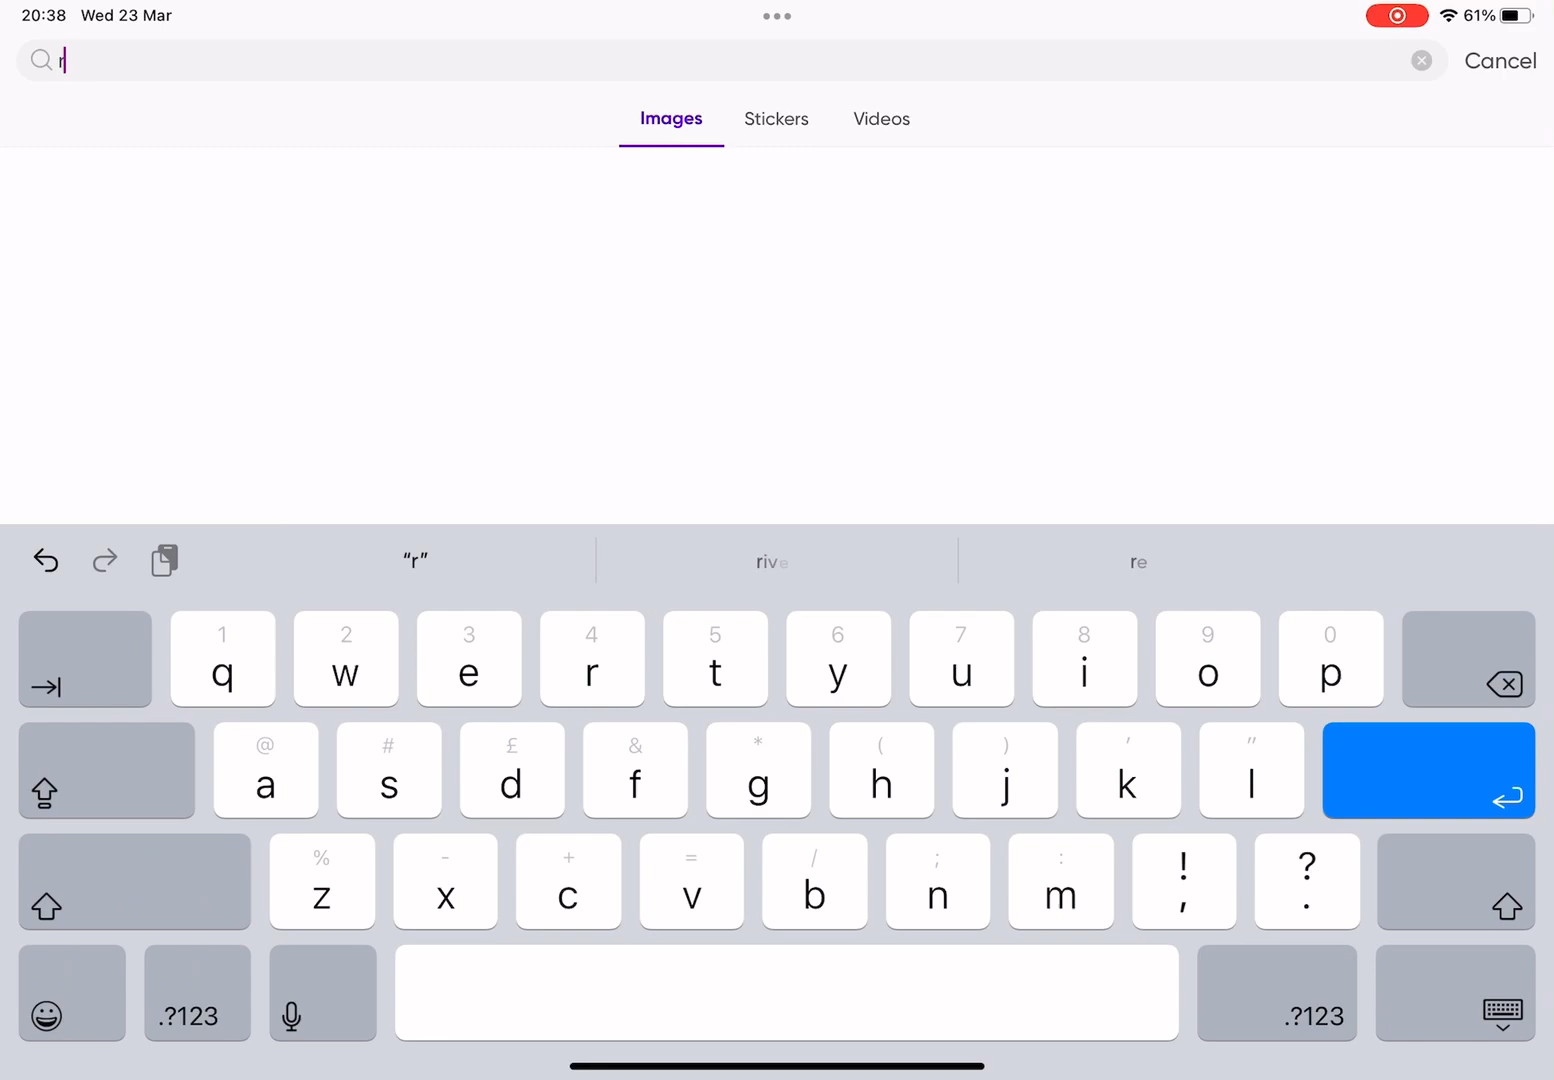 20:38 Wed 23 Mar
61%
r
Cancel
Images Stickers Videos
“r” rive re
1 2 3 4 5 6 7 8 9 0
q w e r t y u i o p
@ # £ & * ( ) ' "
a s d f g h j k l
% - + = / ; : ! ?
z x c v b n m , .
.?123 .?123